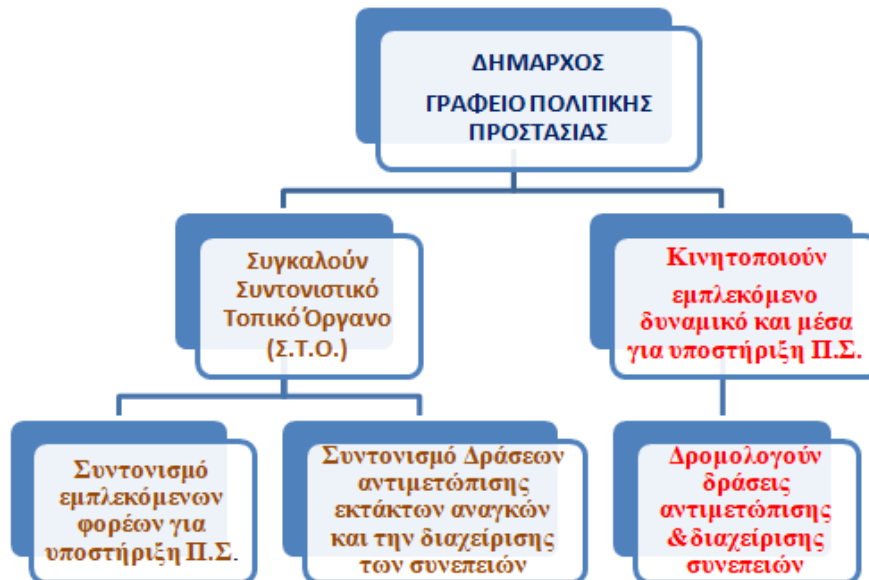 ΔΗΜΑΡΧΟΣ
ΓΡΑΦΕΙΟ ΠΟΛΙΤΙΚΗΣ
ΠΡΟΣΤΑΣΙΑΣ
Συγκαλούν
Συντονιστικό
Τοπικό Όργανο
(Σ.Τ.Ο.)
Κινητοποιούν
εμπλεκόμενο
δυναμικό και μέσα
για υποστήριξη Π.Σ.
Συντονισμό
εμπλεκόμενων
φορέων για
υποστήριξη Π.Σ.
Συντονισμό Δράσεων
αντιμετώπισης
εκτάκτων αναγκών
και την διαχείρισης
των συνεπειών
Δρομολογούν
δράσεις
αντιμετώπισης
&διαχείρισης
συνεπειών